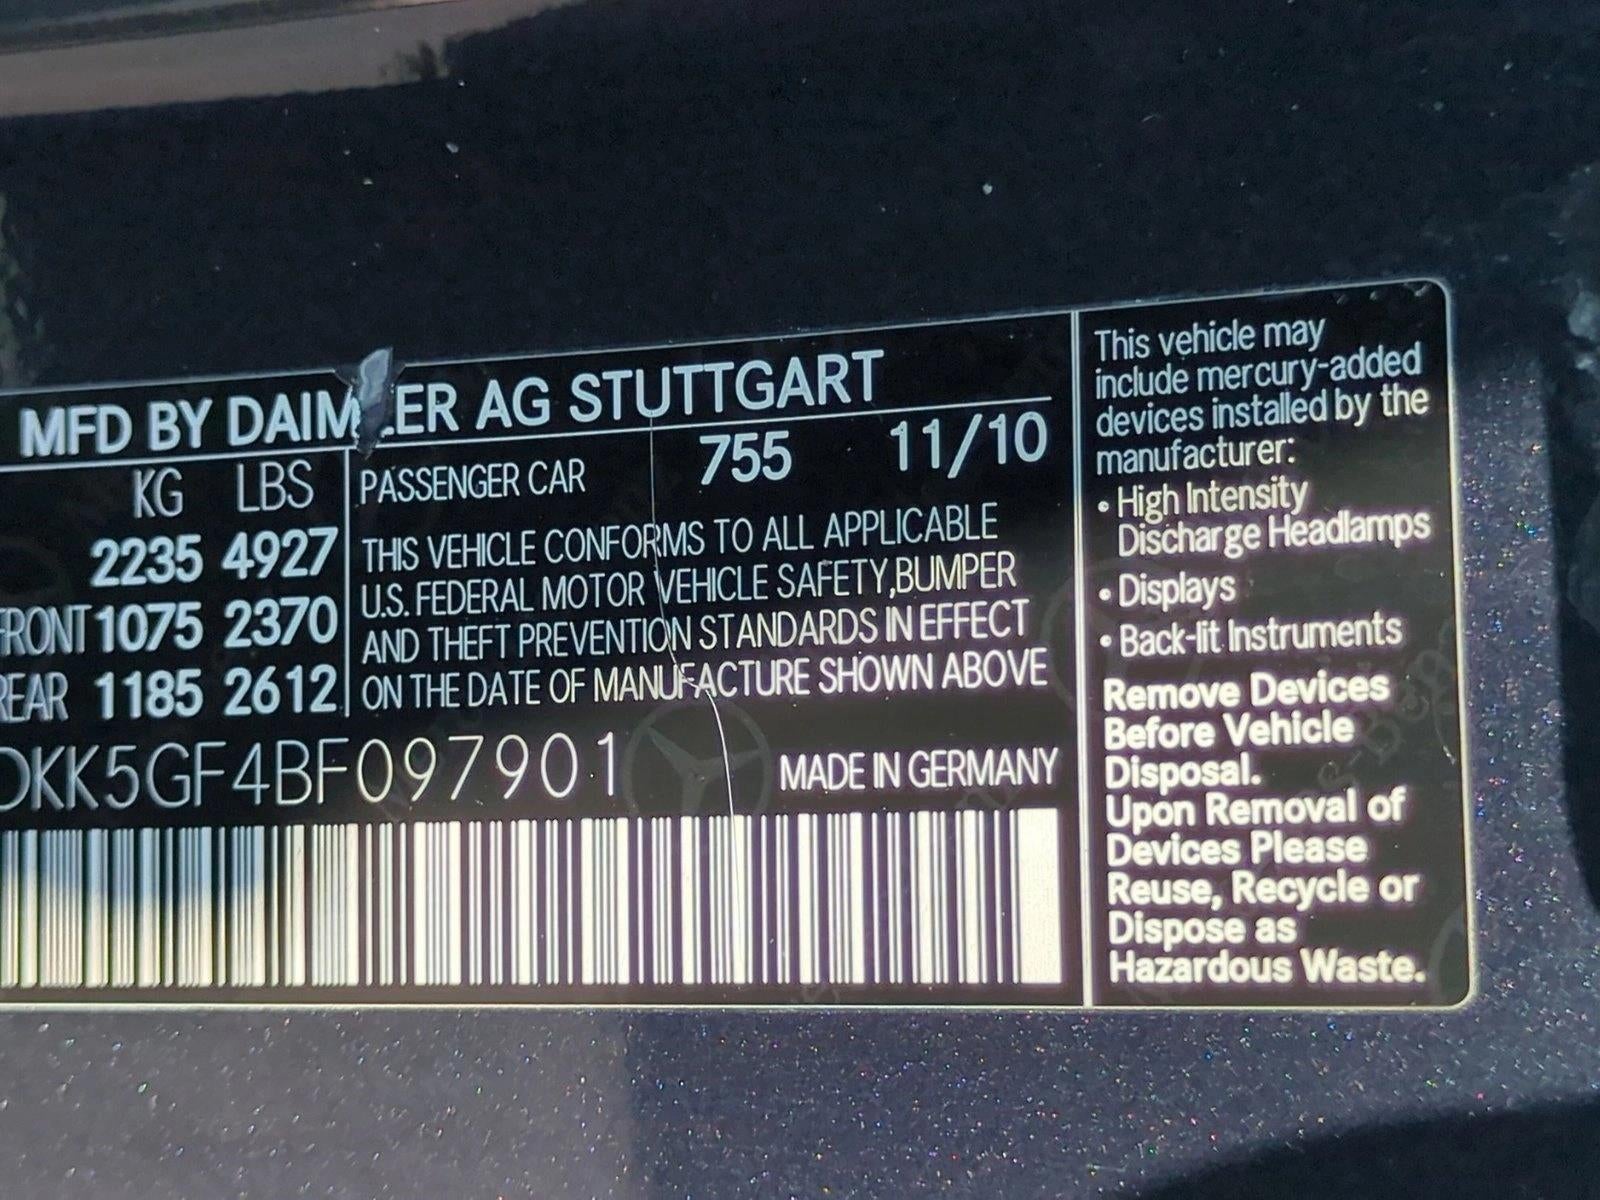 MFD BY DAIMLER AG STUTTGART
KG LBS
2235 4927
FRONT 1075 2370
REAR 1185 2612
PASSENGER CAR 755 11/10
THIS VEHICLE CONFORMS TO ALL APPLICABLE
U.S. FEDERAL MOTOR VEHICLE SAFETY,BUMPER
AND THEFT PREVENTION STANDARDS IN EFFECT
ON THE DATE OF MANUFACTURE SHOWN ABOVE
DKK5GF4BF097901
MADE IN GERMANY
This vehicle may
include mercury-added
devices installed by the
manufacturer:
• High Intensity
Discharge Headlamps
• Displays
• Back-lit Instruments
Remove Devices
Before Vehicle
Disposal.
Upon Removal of
Devices Please
Reuse, Recycle or
Dispose as
Hazardous Waste.